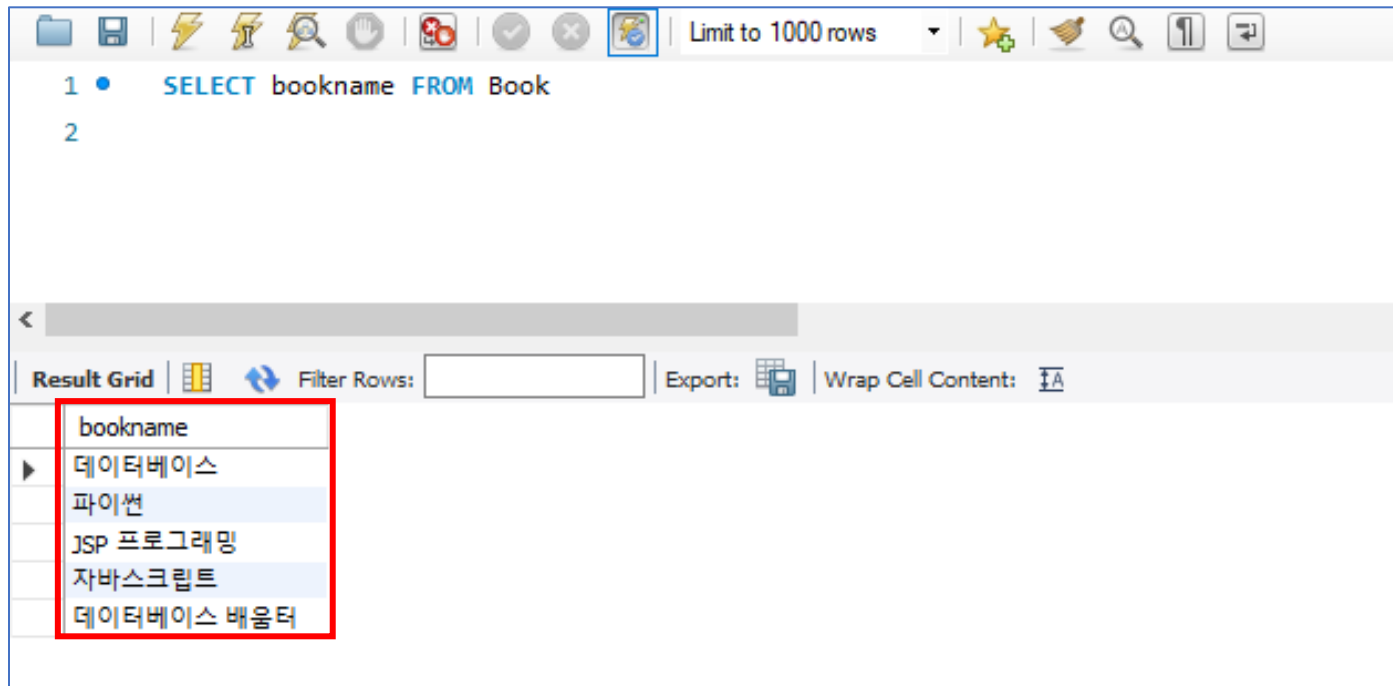 Limit to 1000 rows
1 SELECT bookname FROM Book
2
Result Grid Filter Rows: Export: Wrap Cell Content: IA
bookname
데이터베이스
파이썬
JSP 프로그래밍
자바스크립트
데이터베이스 배움터